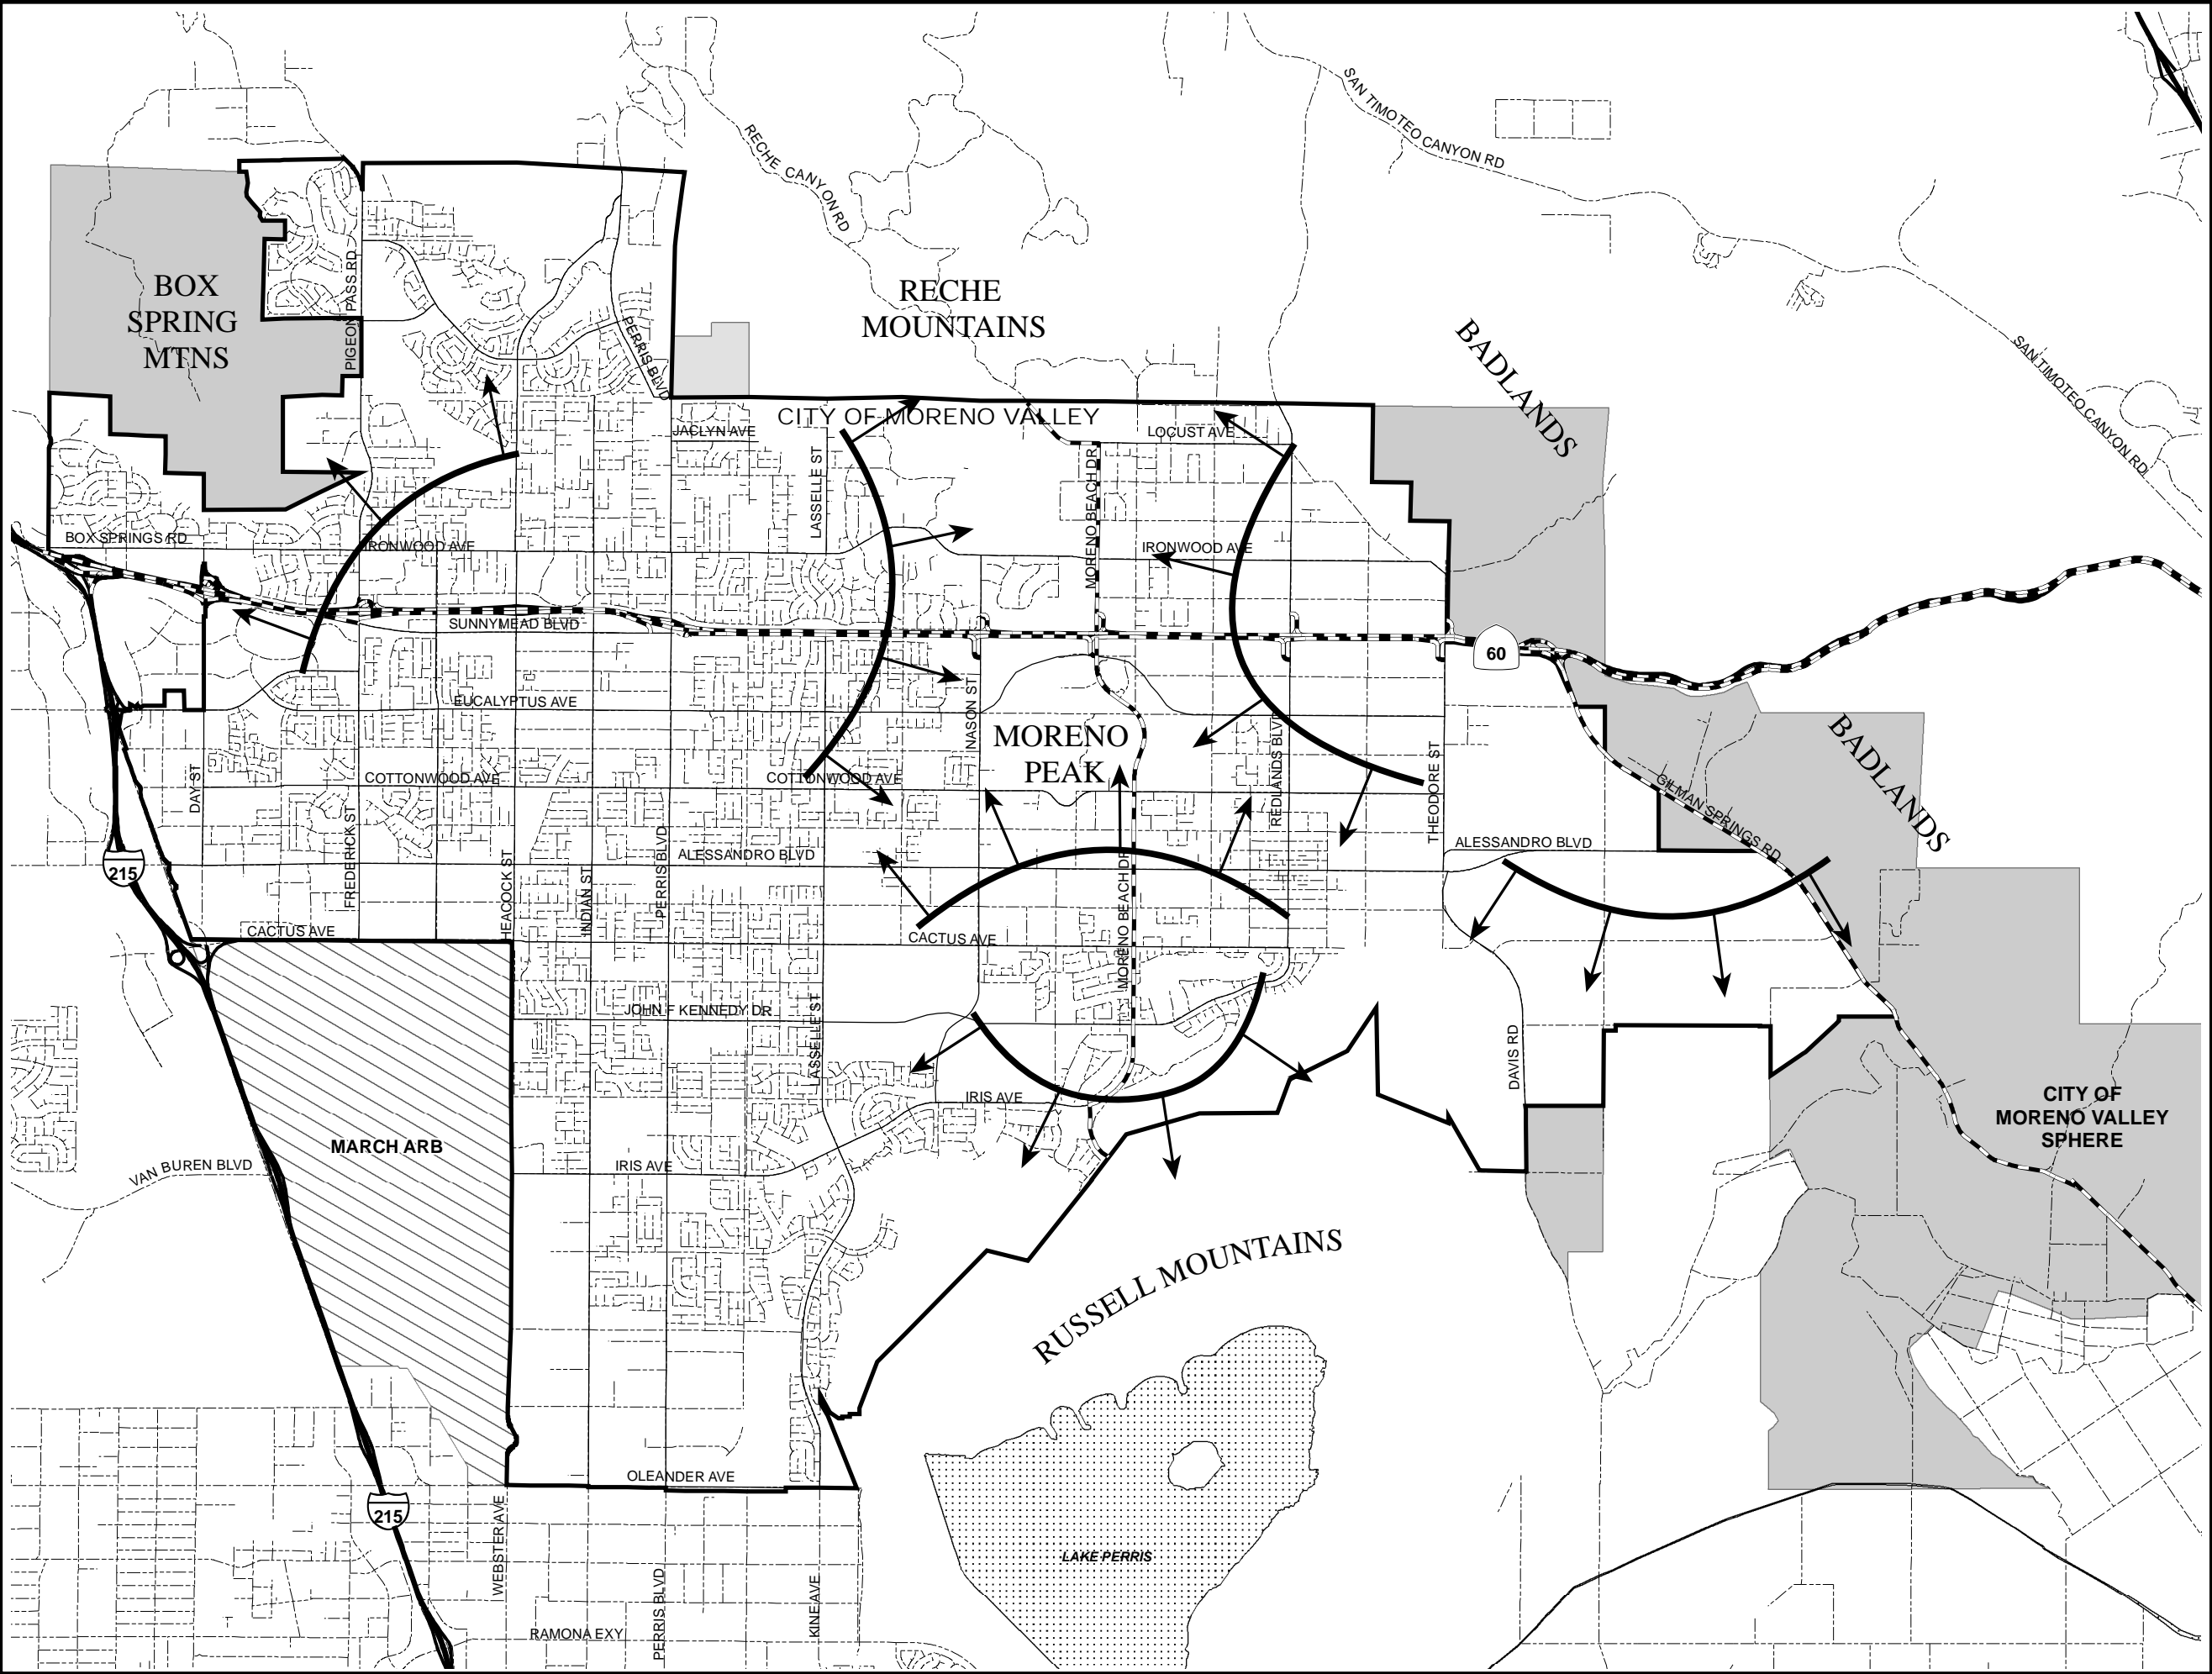 SAN TIMOTEO CANYON RD
RECHE CANYON RD
BOX
SPRING
MTNS
PIGEON PASS RD
RECHE
MOUNTAINS
PERRIS BLVD
BADLANDS
SAN TIMOTEO CANYON RD
CITY OF MORENO VALLEY
JACLYN AVE
LOCUST AVE
LASSELLE ST
MORENO BEACH DR
BOX SPRINGS RD
IRONWOOD AVE
IRONWOOD AVE
SUNNYMEAD BLVD
60
EUCALYPTUS AVE
NASON ST
MORENO
PEAK
REDLANDS BLVD
THEODORE ST
BADLANDS
DAY ST
COTTONWOOD AVE
COTTONWOOD AVE
GILMAN SPRINGS RD
FREDERICK ST
HEACOCK ST
INDIAN ST
PERRIS BLVD
ALESSANDRO BLVD
ALESSANDRO BLVD
215
MORENO BEACH DR
CACTUS AVE
CACTUS AVE
JOHN F KENNEDY DR
LASSELLE ST
DAVIS RD
IRIS AVE
CITY OF
MORENO VALLEY
SPHERE
MARCH ARB
VAN BUREN BLVD
IRIS AVE
RUSSELL MOUNTAINS
OLEANDER AVE
215
WEBSTER AVE
LAKE PERRIS
PERRIS BLVD
KINE AVE
RAMONA EXY